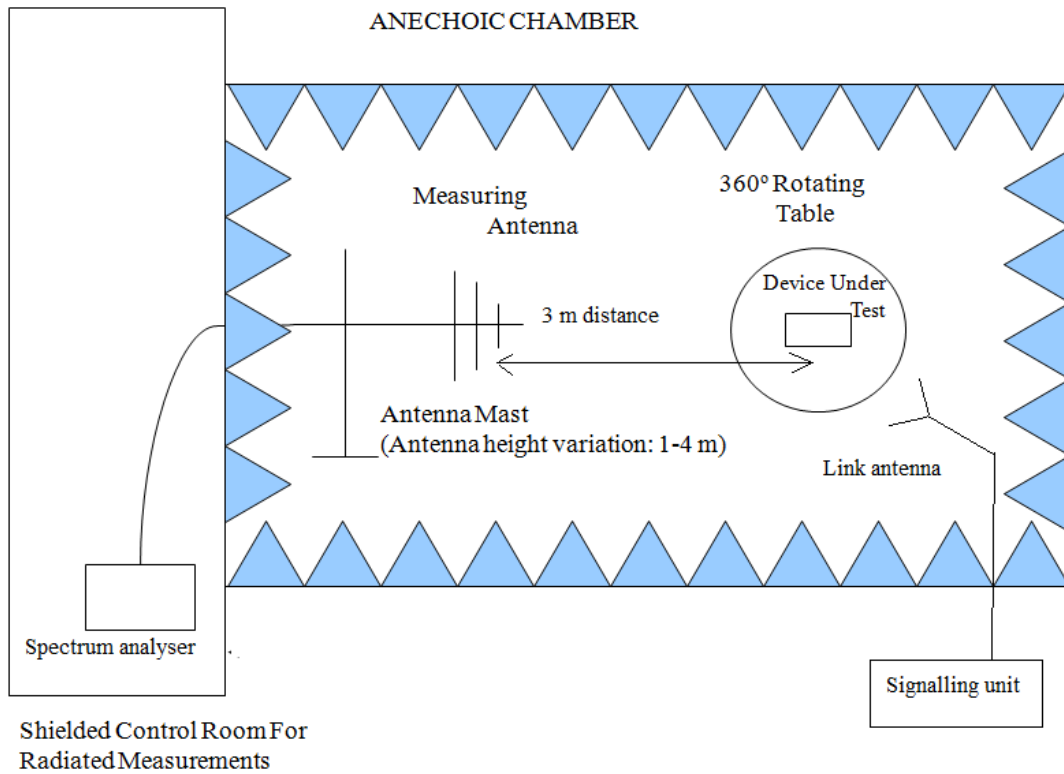 ANECHOIC CHAMBER
Measuring
Antenna
360° Rotating
Table
Device Under
Test
3 m distance
Antenna Mast
(Antenna height variation: 1-4 m)
Link antenna
Spectrum analyser
Signalling unit
Shielded Control Room For
Radiated Measurements